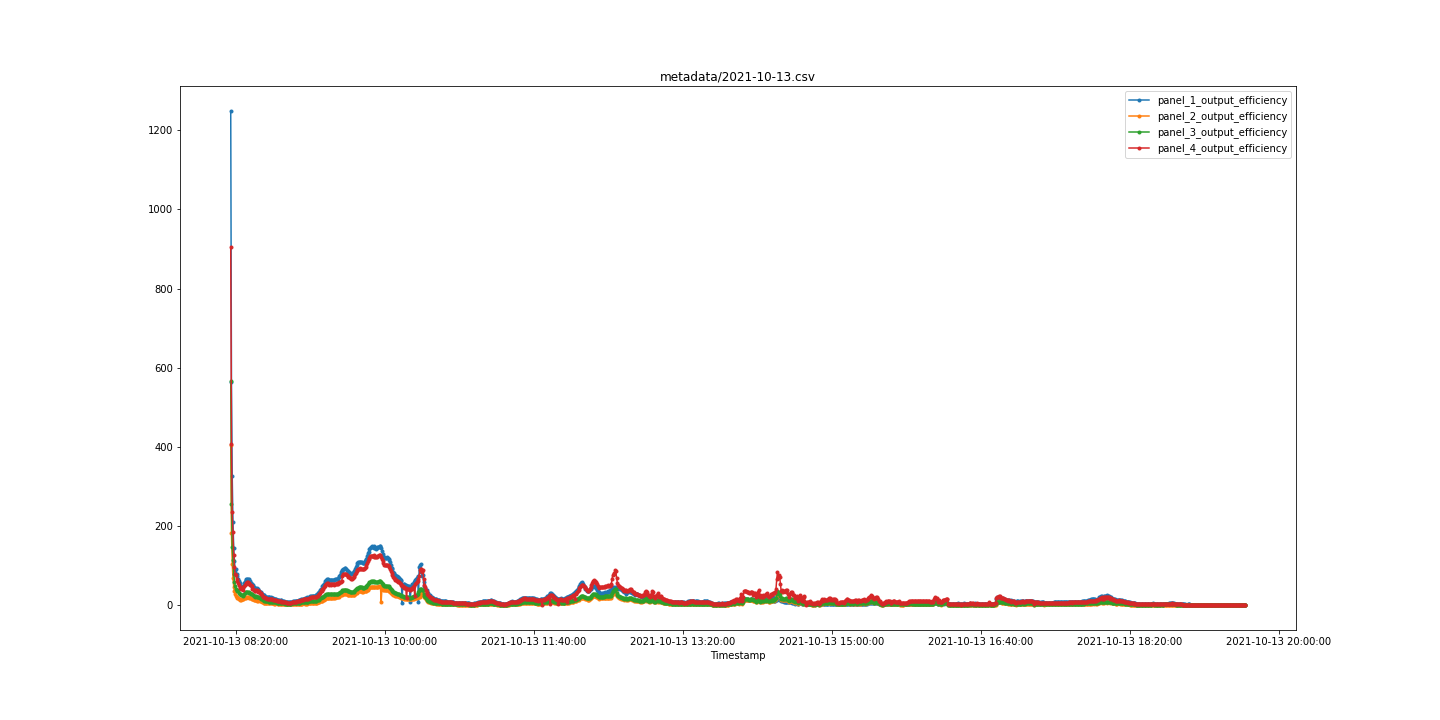 metadata/2021-10-13.csv
panel_1_output_efficiency
panel_2_output_efficiency
panel_3_output_efficiency
panel_4_output_efficiency
1200
1000
800
600
400
200
0
2021-10-13 08:20:00 2021-10-13 10:00:00 2021-10-13 11:40:00 2021-10-13 13:20:00 2021-10-13 15:00:00 2021-10-13 16:40:00 2021-10-13 18:20:00 2021-10-13 20:00:00
Timestamp